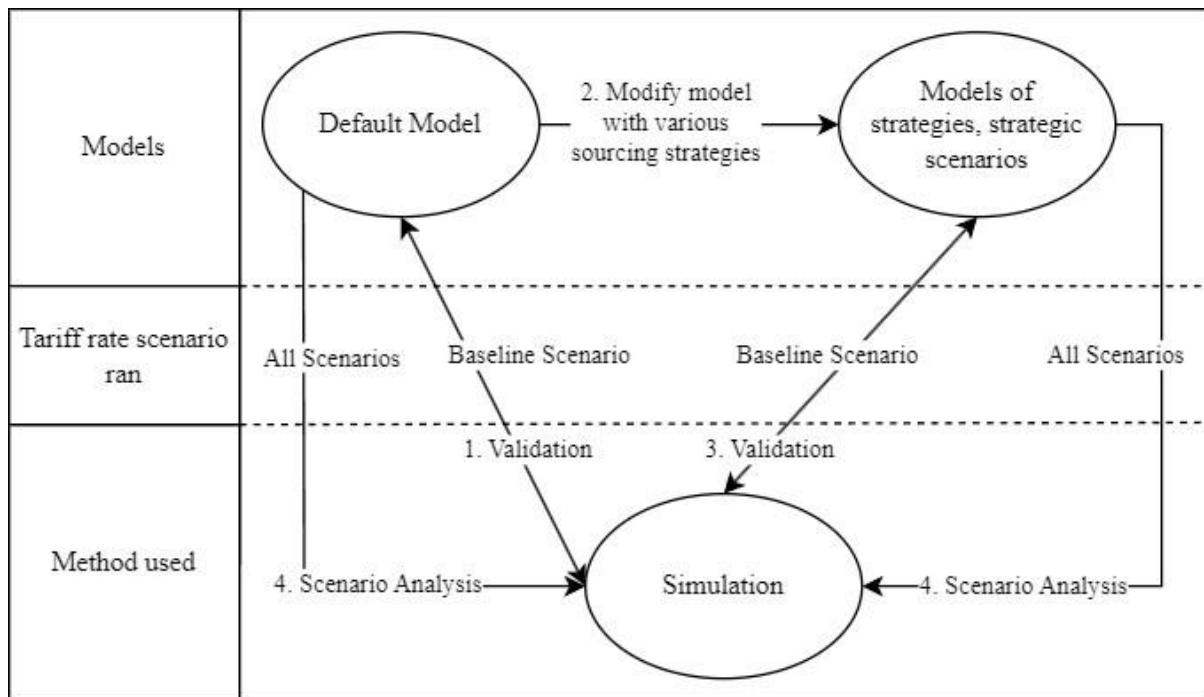 Models
Default Model
2. Modify model
with various
sourcing strategies
Models of
strategies, strategic
scenarios
Tariff rate scenario
ran
All Scenarios
Baseline Scenario
Baseline Scenario
All Scenarios
1. Validation
3. Validation
Method used
4. Scenario Analysis
Simulation
4. Scenario Analysis